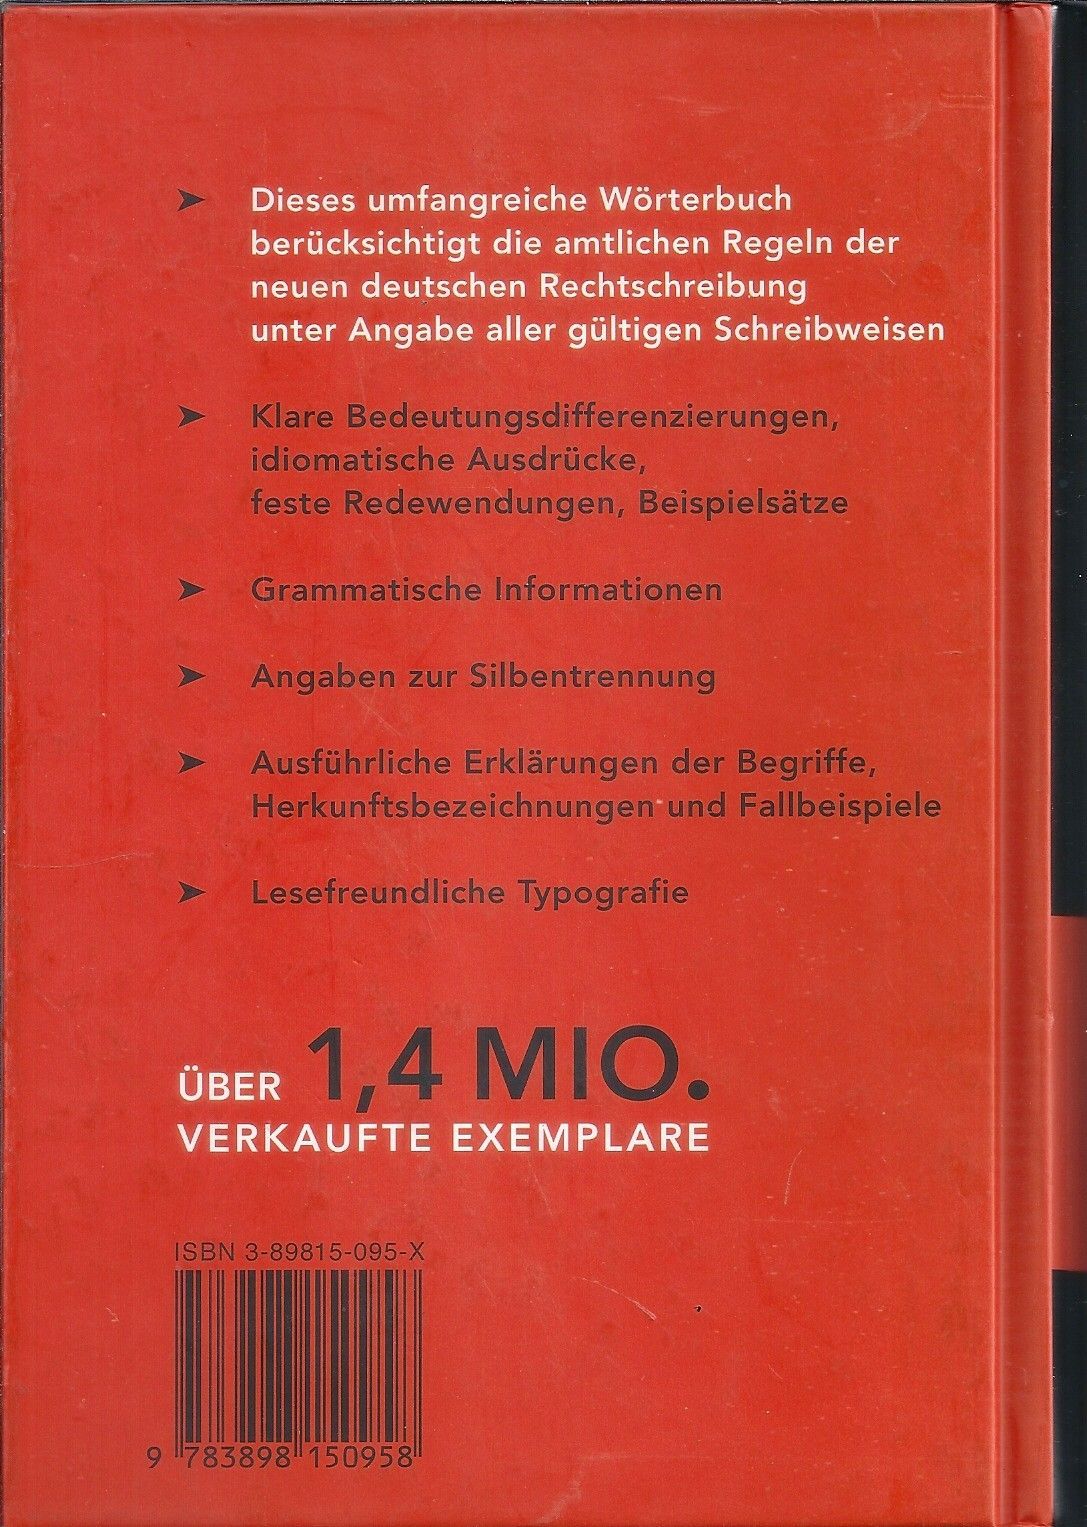 ➤ Dieses umfangreiche Wörterbuch
berücksichtigt die amtlichen Regeln der
neuen deutschen Rechtschreibung
unter Angabe aller gültigen Schreibweisen
➤ Klare Bedeutungsdifferenzierungen,
idiomatische Ausdrücke,
feste Redewendungen, Beispielsätze
➤ Grammatische Informationen
➤ Angaben zur Silbentrennung
➤ Ausführliche Erklärungen der Begriffe,
Herkunftsbezeichnungen und Fallbeispiele
➤ Lesefreundliche Typografie
ÜBER 1,4 MIO.
VERKAUFTE EXEMPLARE
ISBN 3-89815-095-X
9 783898 150958